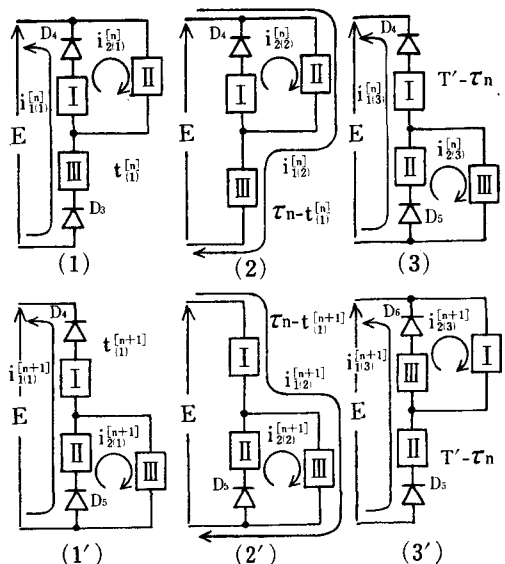 D4
i2(1)[n]
I
II
i1(1)[n]
E
III
t(1)[n]
D3
(1)
D4
i2(2)[n]
I
II
E
III
i1(2)[n]
τn-t(1)[n]
(2)
D4
i1(3)[n]
I
T′-τn
E
II
i2(3)[n]
III
D5
(3)
D4
t(1)[n+1]
i1(1)[n+1]
I
E
II
i2(1)[n+1]
III
D5
(1′)
τn-t(1)[n+1]
I
i1(2)[n+1]
E
II
i2(2)[n+1]
III
D5
(2′)
D6
i2(3)[n+1]
i1(3)[n+1]
III
I
E
II
T′-τn
D5
(3′)